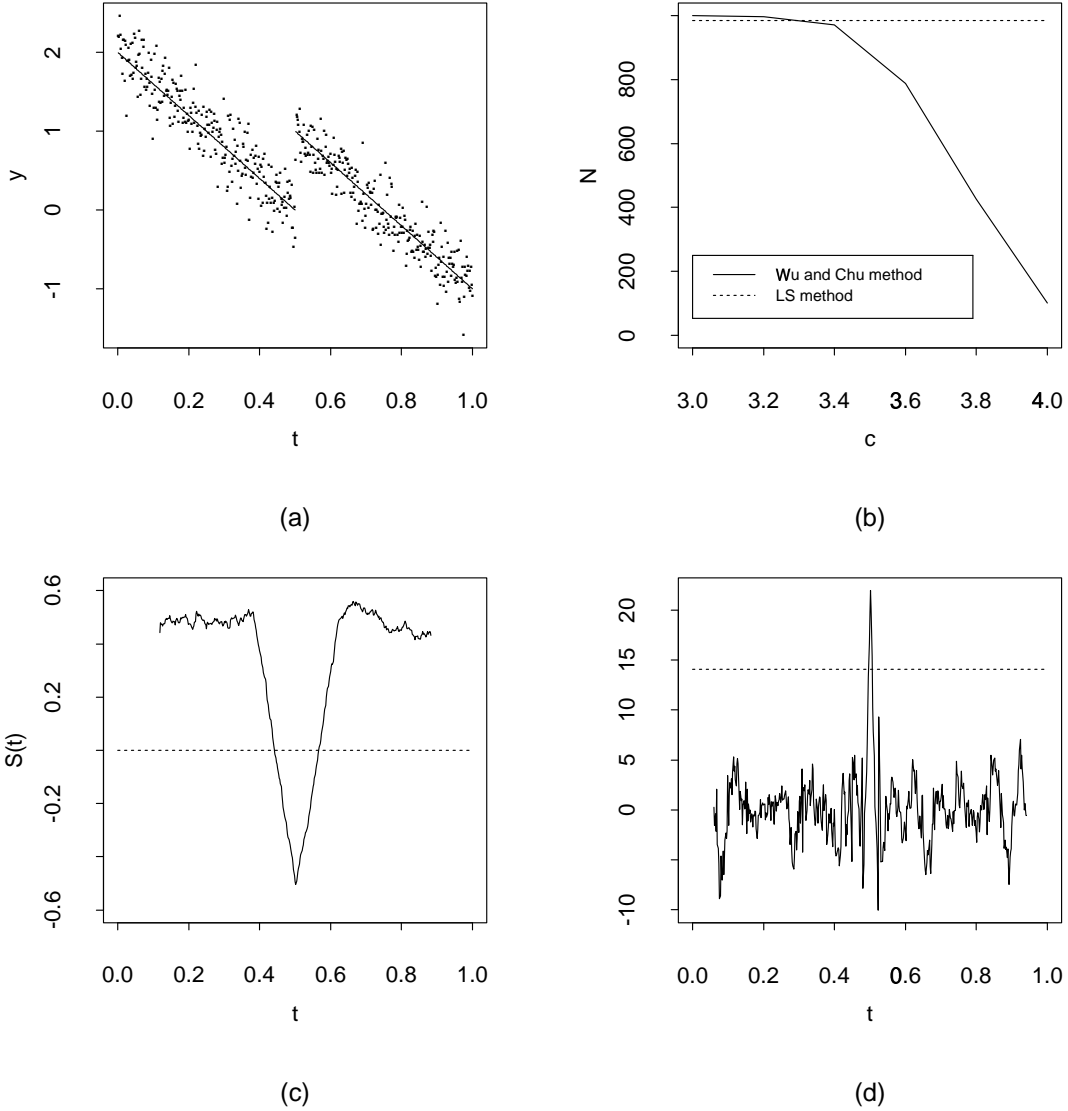 2
1
0
-1
y
0.0 0.2 0.4 0.6 0.8 1.0
t
(a)
800
600
400
200
0
N
Wu and Chu method
LS method
3.0 3.2 3.4 3.6 3.8 4.0
c
(b)
0.6
0.2
-0.2
-0.6
S(t)
0.0 0.2 0.4 0.6 0.8 1.0
t
(c)
20
15
10
5
0
-10
0.0 0.2 0.4 0.6 0.8 1.0
t
(d)